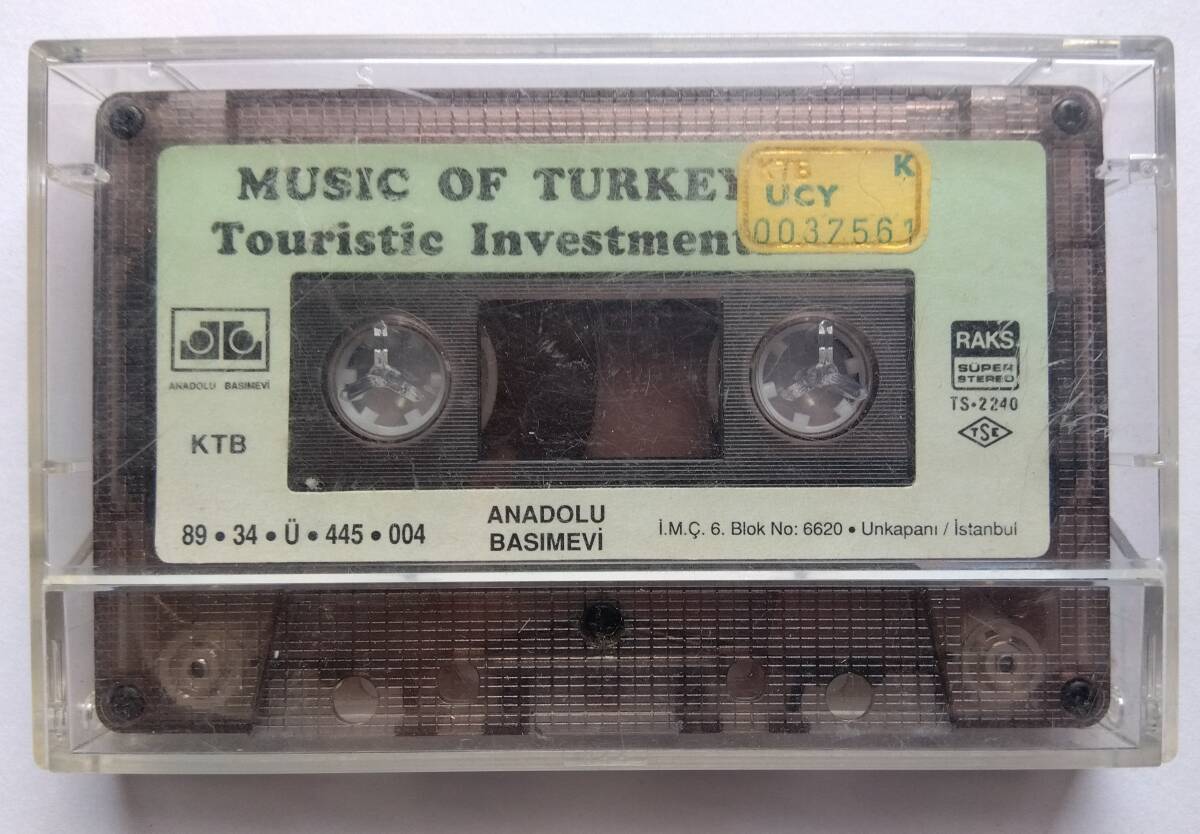 MUSIC OF TURKEY
Touristic Investment
KTB K
UCY
0037561
ANADOLU BASIMEVİ
KTB
RAKS
SÜPER
STEREO
TS•2240
TSE
89 • 34 • Ü • 445 • 004
ANADOLU
BASIMEVİ
İ.M.Ç. 6. Blok No: 6620 • Unkapanı / İstanbul